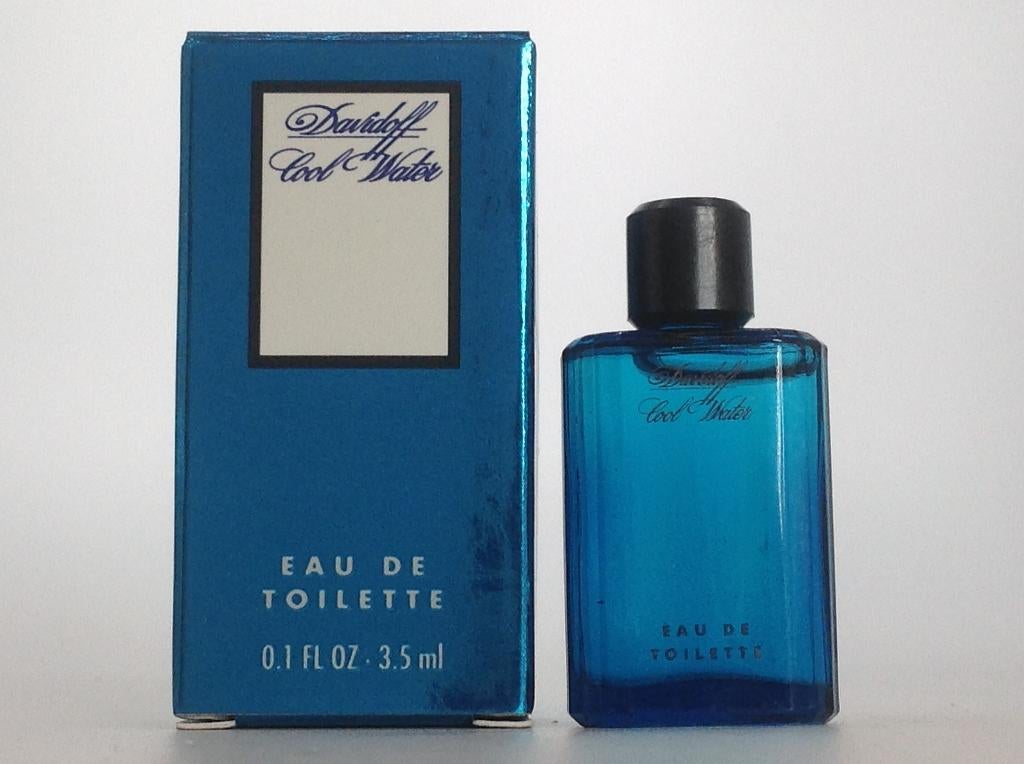 Davidoff
Cool Water
EAU DE
TOILETTE
0.1 FL OZ · 3.5 ml
Davidoff
Cool Water
EAU DE
TOILETTE